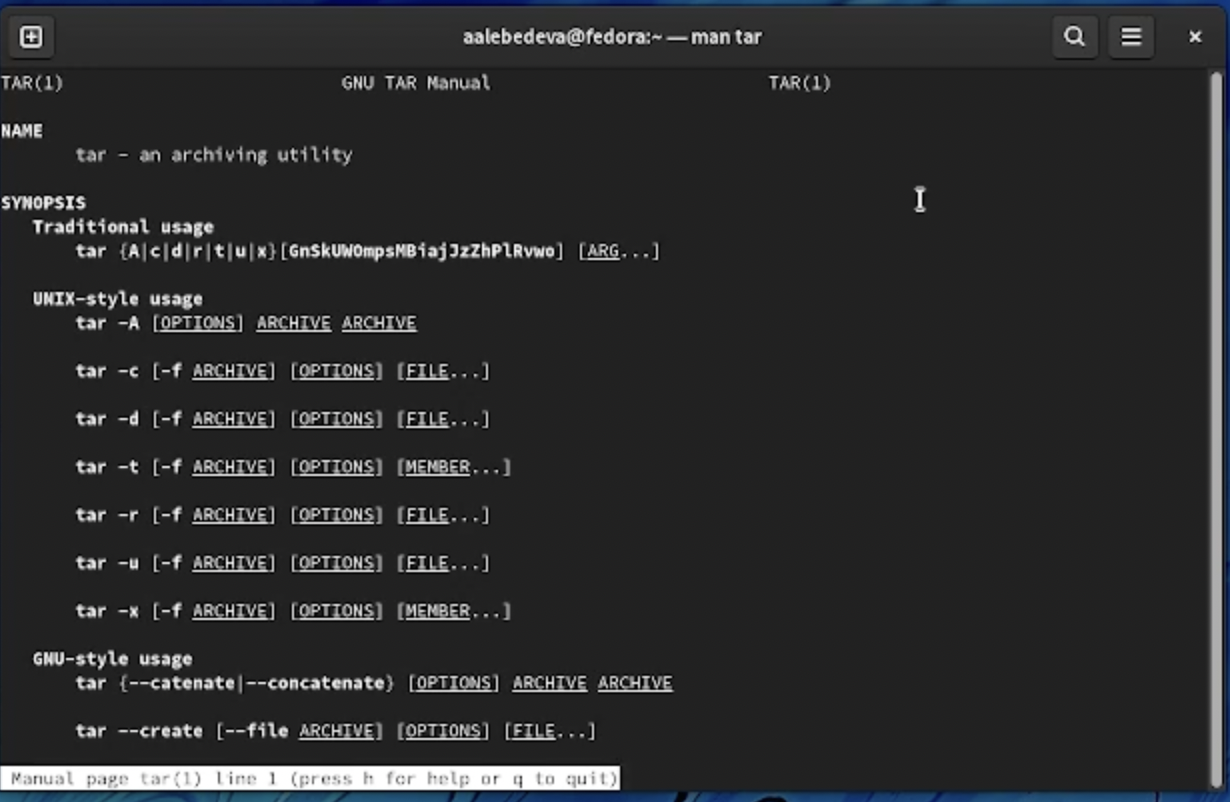 aalebedeva@fedora:~ — man tar
TAR(1) GNU TAR Manual TAR(1)
NAME
tar - an archiving utility
SYNOPSIS
Traditional usage
tar {A|c|d|r|t|u|x}[GnSkUWOmpsMBiajJzZhPlRvwo] [ARG...]
UNIX-style usage
tar -A [OPTIONS] ARCHIVE ARCHIVE
tar -c [-f ARCHIVE] [OPTIONS] [FILE...]
tar -d [-f ARCHIVE] [OPTIONS] [FILE...]
tar -t [-f ARCHIVE] [OPTIONS] [MEMBER...]
tar -r [-f ARCHIVE] [OPTIONS] [FILE...]
tar -u [-f ARCHIVE] [OPTIONS] [FILE...]
tar -x [-f ARCHIVE] [OPTIONS] [MEMBER...]
GNU-style usage
tar {--catenate|--concatenate} [OPTIONS] ARCHIVE ARCHIVE
tar --create [--file ARCHIVE] [OPTIONS] [FILE...]
Manual page tar(1) line 1 (press h for help or q to quit)